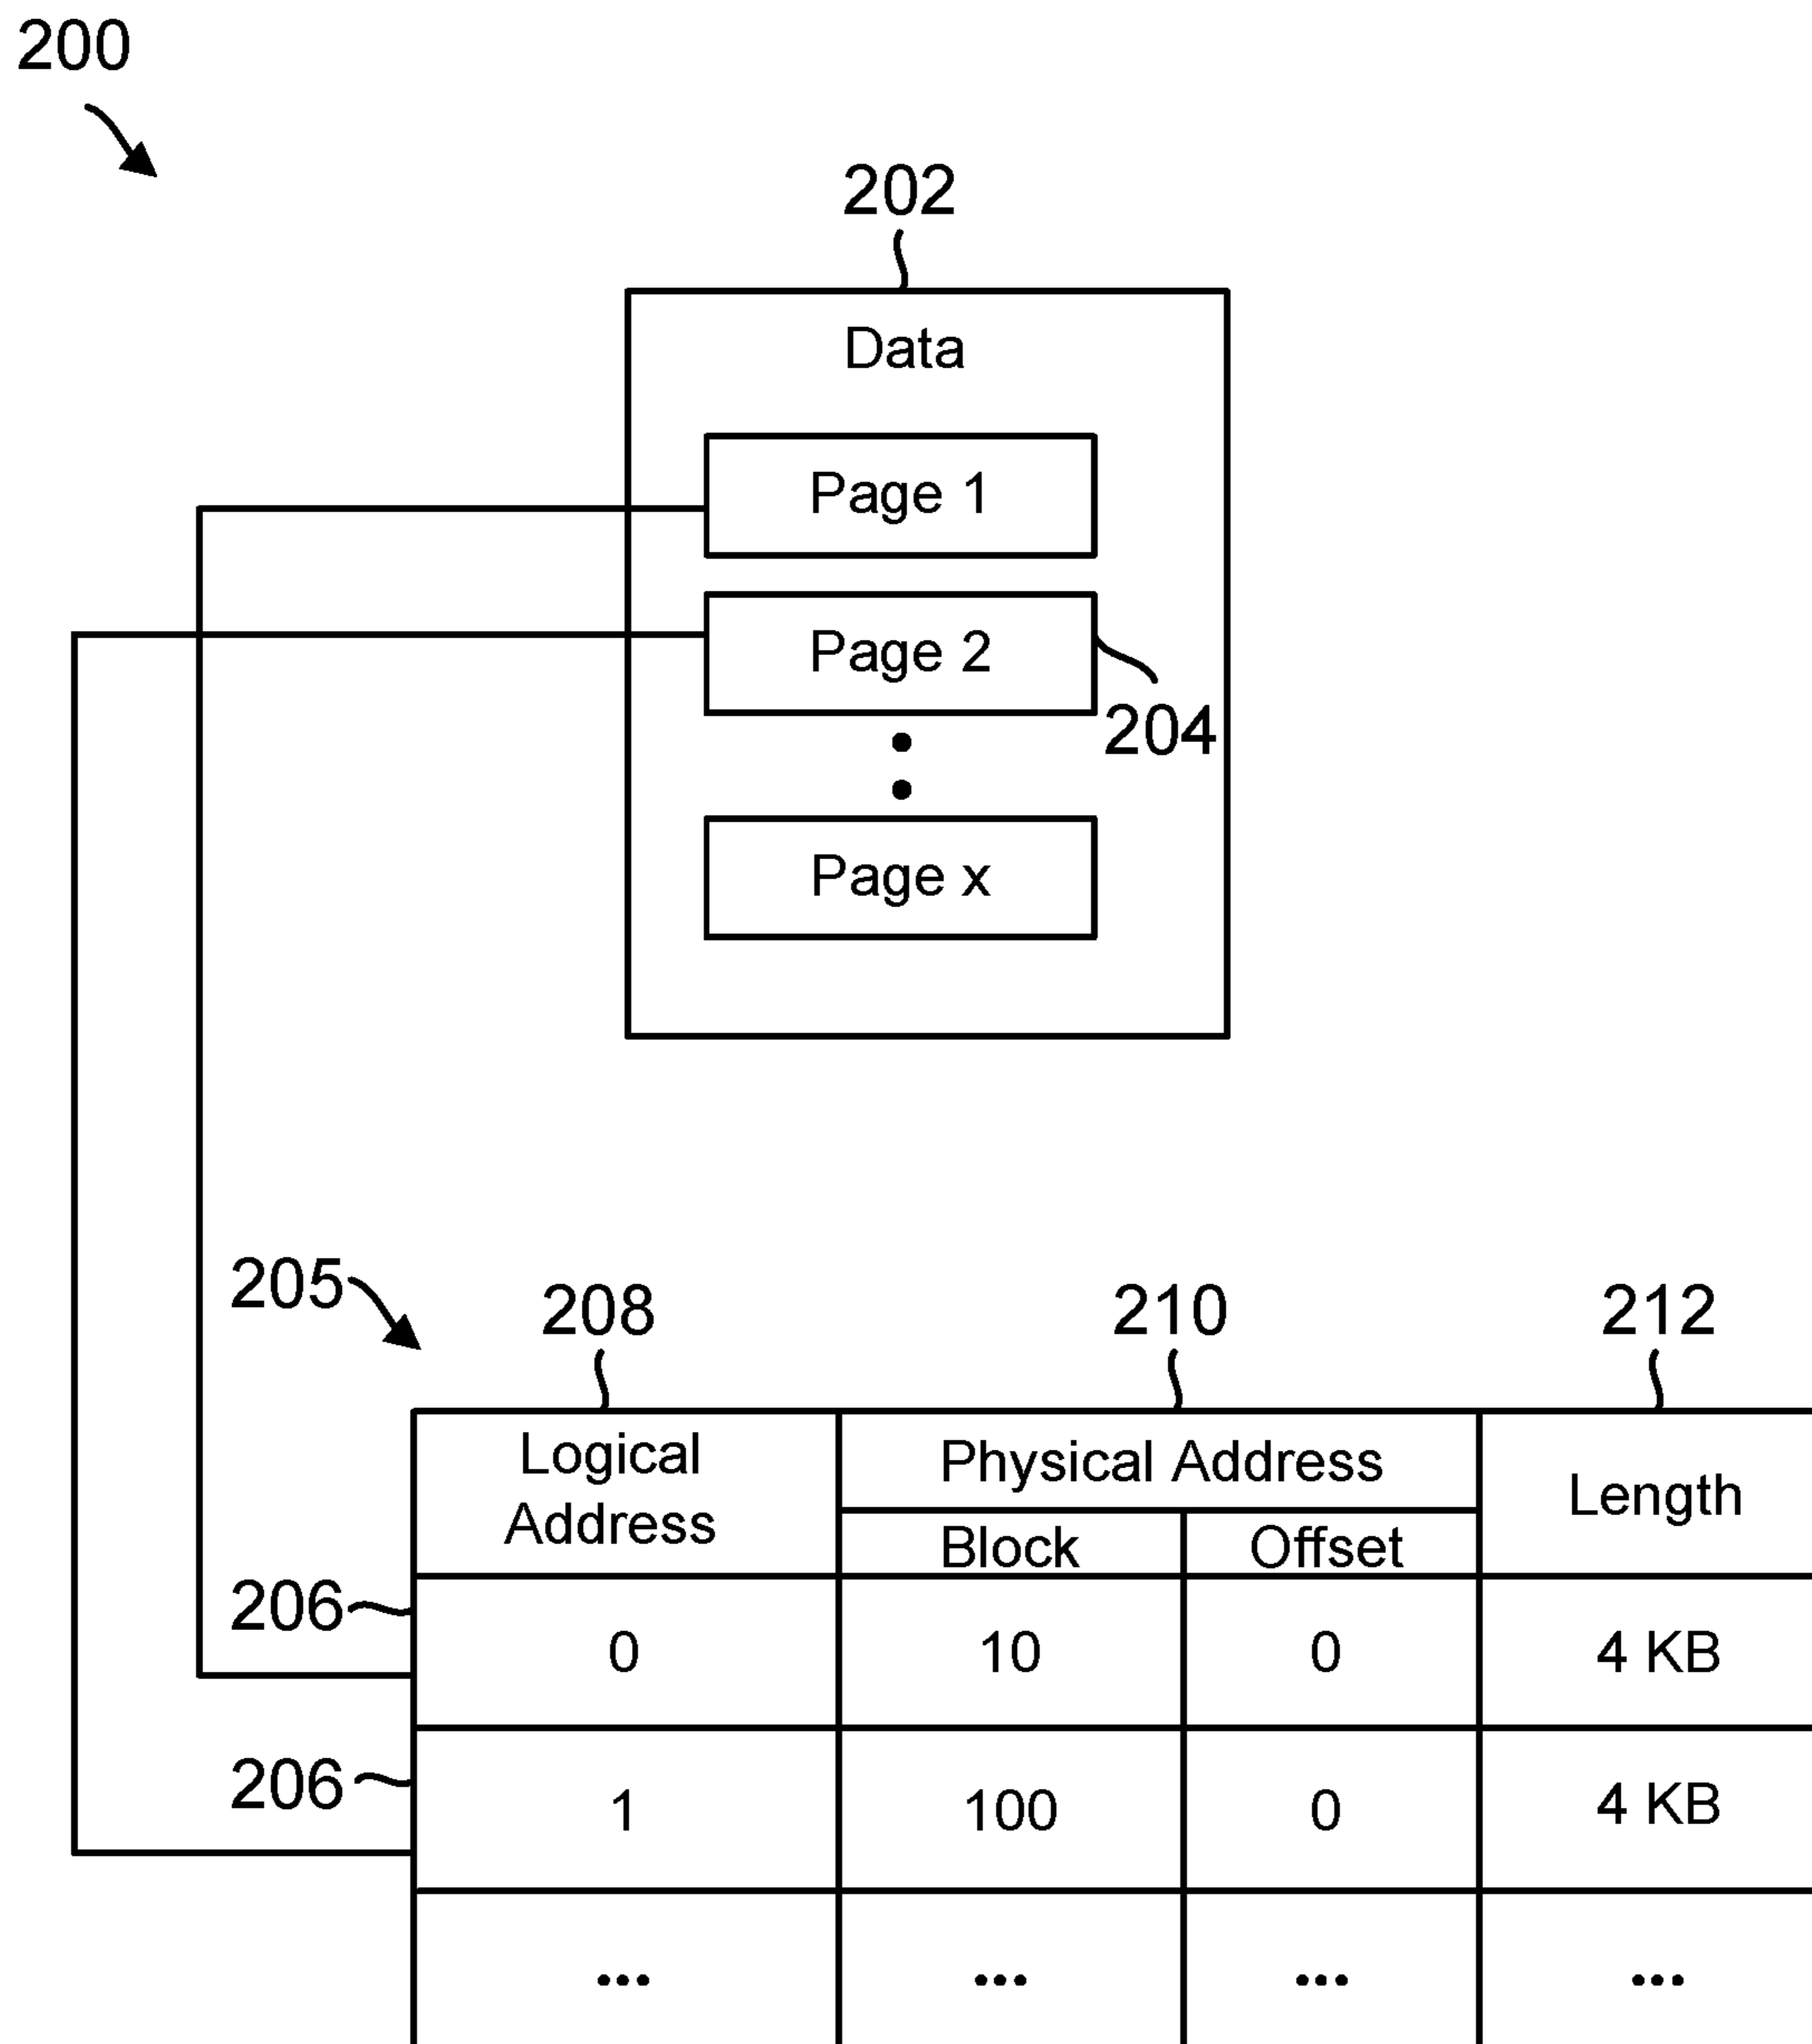 200
202
Data
Page 1
Page 2
204
Page x
205
208
210
212
Logical
Address
Physical Address
Length
Block
Offset
206
0
10
0
4 KB
206
1
100
0
4 KB
...
...
...
...